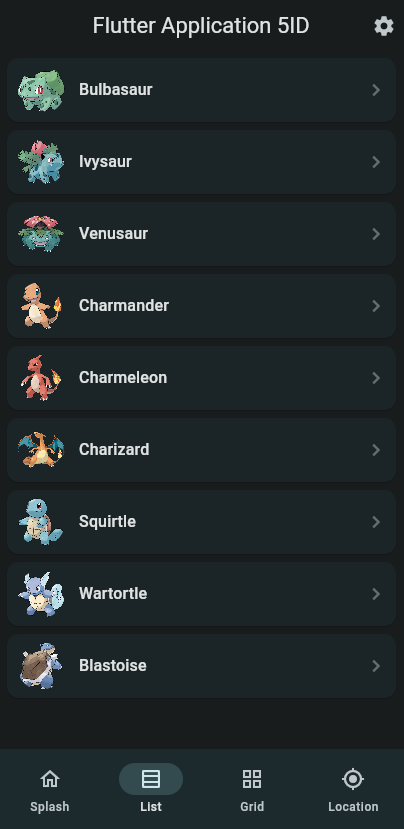 Flutter Application 5ID
Bulbasaur
Ivysaur
Venusaur
Charmander
Charmeleon
Charizard
Squirtle
Wartortle
Blastoise
Splash List Grid Location